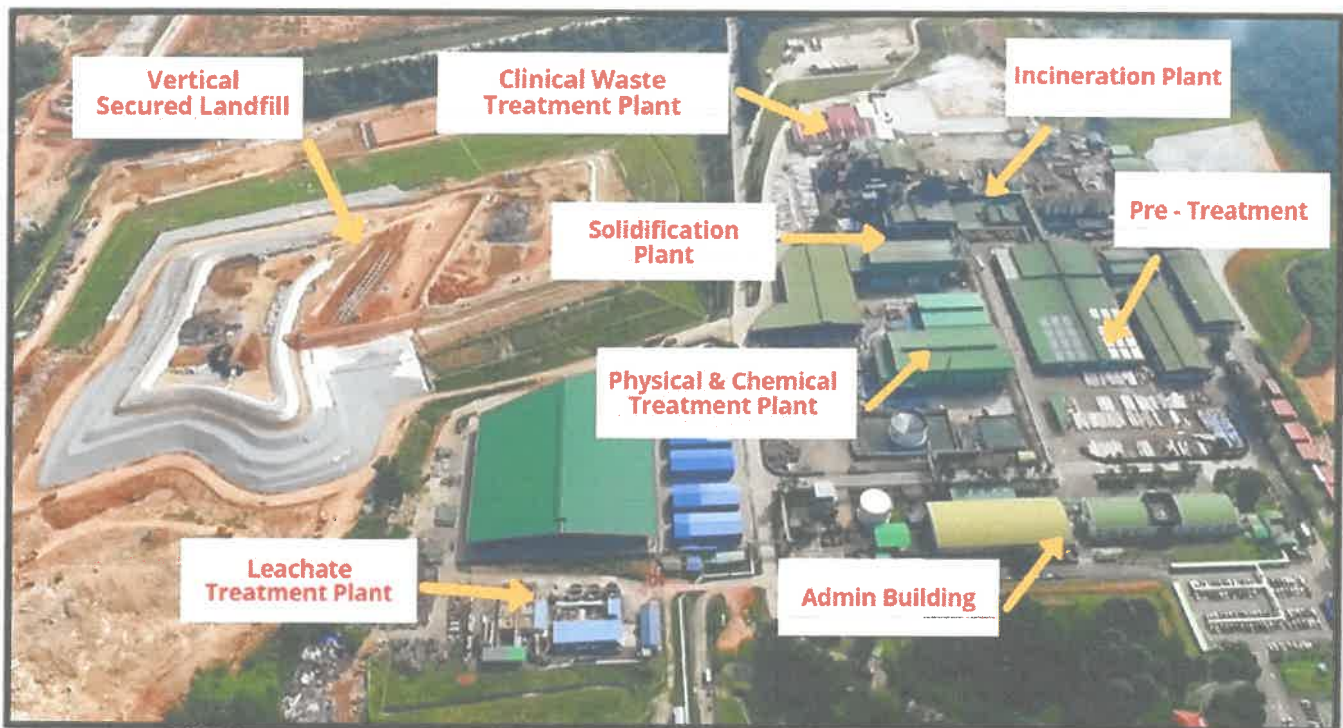 Vertical
Secured Landfill
Clinical Waste
Treatment Plant
Incineration Plant
Pre - Treatment
Solidification
Plant
Physical & Chemical
Treatment Plant
Leachate
Treatment Plant
Admin Building